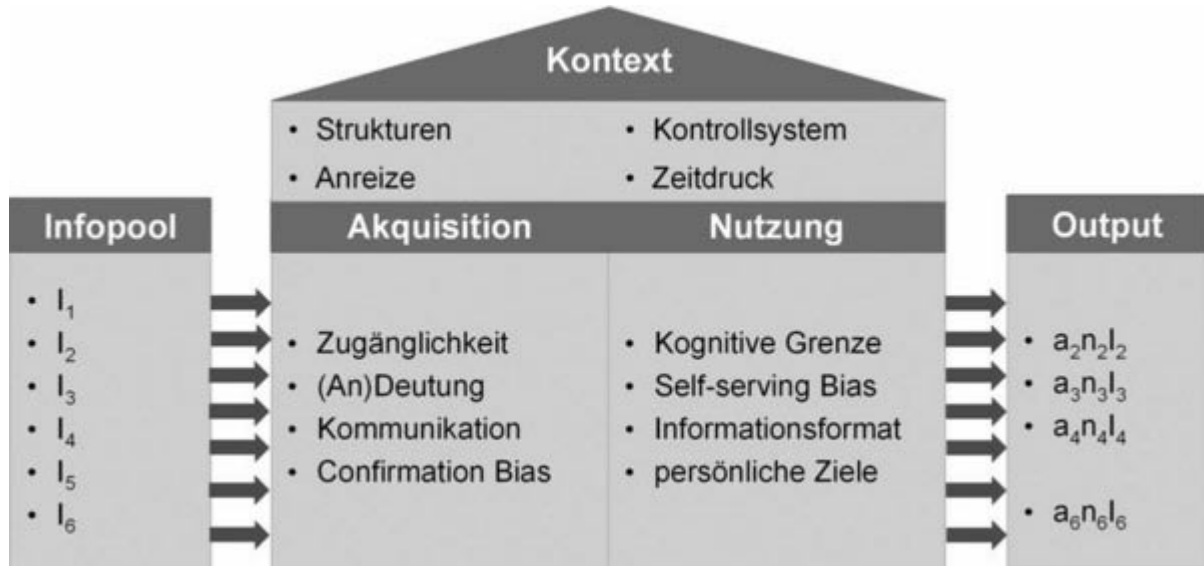 Kontext
• Strukturen
• Anreize
• Kontrollsystem
• Zeitdruck
Infopool
• I₁
• I₂
• I₃
• I₄
• I₅
• I₆
Akquisition
• Zugänglichkeit
• (An)Deutung
• Kommunikation
• Confirmation Bias
Nutzung
• Kognitive Grenze
• Self-serving Bias
• Informationsformat
• persönliche Ziele
Output
• a₂n₂I₂
• a₃n₃I₃
• a₄n₄I₄
• a₆n₆I₆